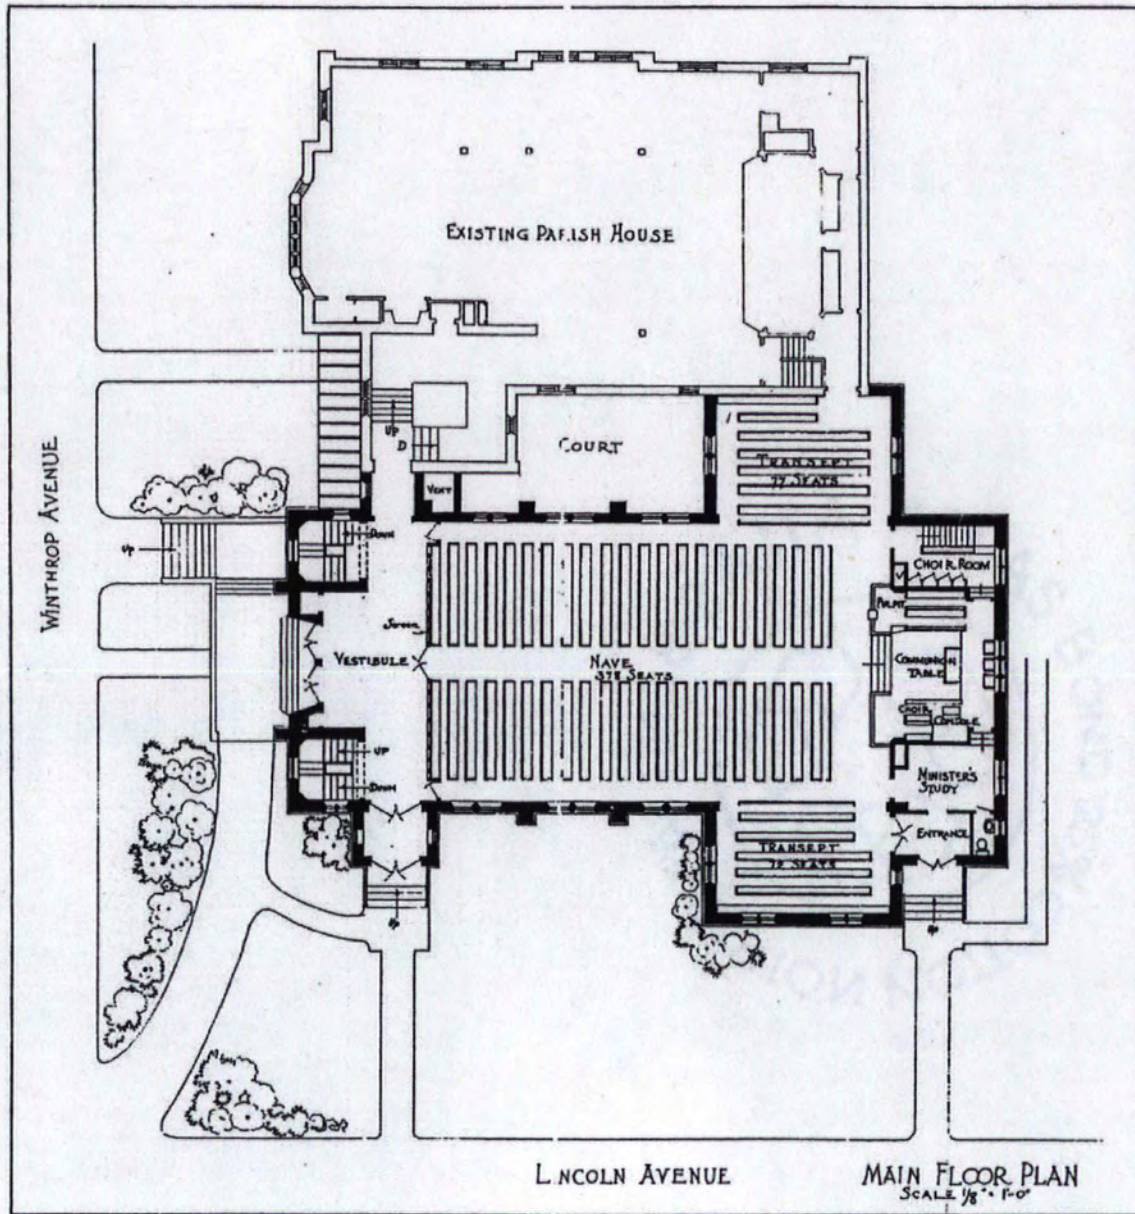 EXISTING PARISH HOUSE
UP
D
COURT
TRANSEPT
77 SEATS
VENT
DOWN
UP
CHOIR ROOM
WINTHROP AVENUE
PULPIT
Screen
VESTIBULE
NAVE
COMMUNION
TABLE
SEATS
CHOIR
CONSOLE
UP
DOWN
MINISTER'S
STUDY
ENTRANCE
TRANSEPT
SEATS
UP
UP
LINCOLN AVENUE
MAIN FLOOR PLAN
SCALE 1/8" = 1'-0"